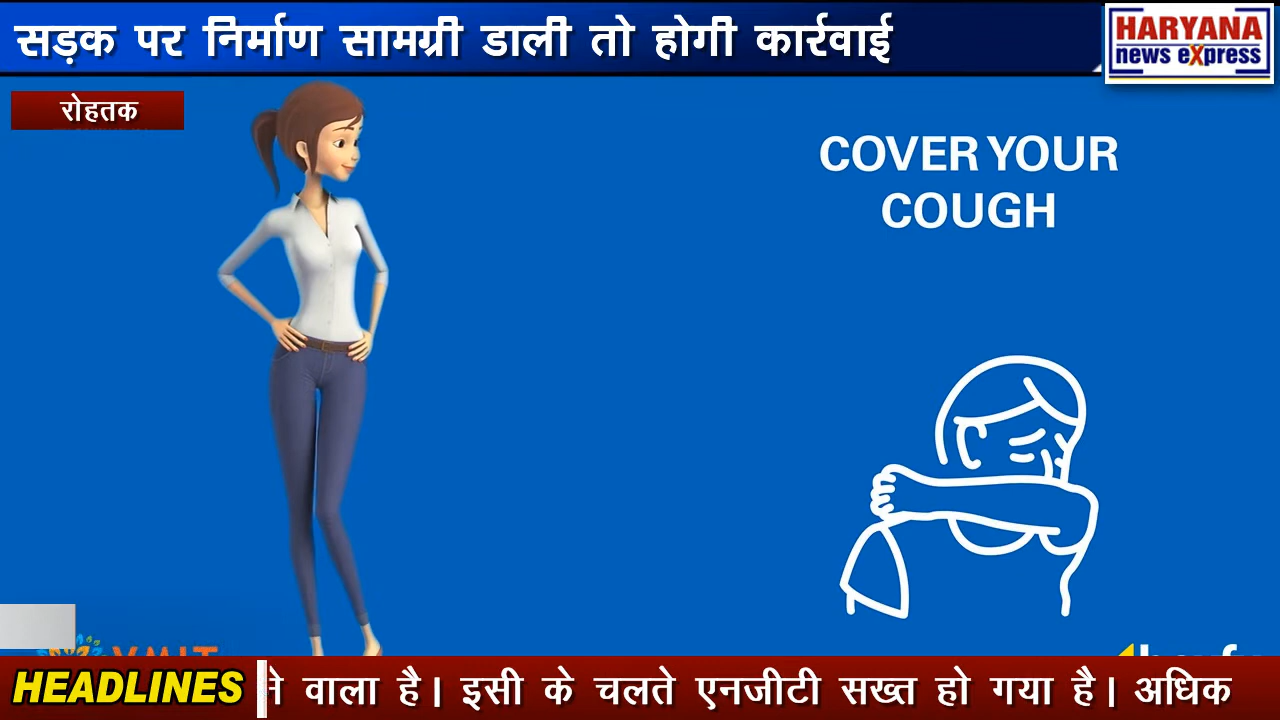 सड़क पर निर्माण सामग्री डाली तो होगी कार्रवाई
HARYANA
news eXpress
रोहतक
COVER YOUR
COUGH
HEADLINES
वाला है। इसी के चलते एनजीटी सख्त हो गया है। अधिक